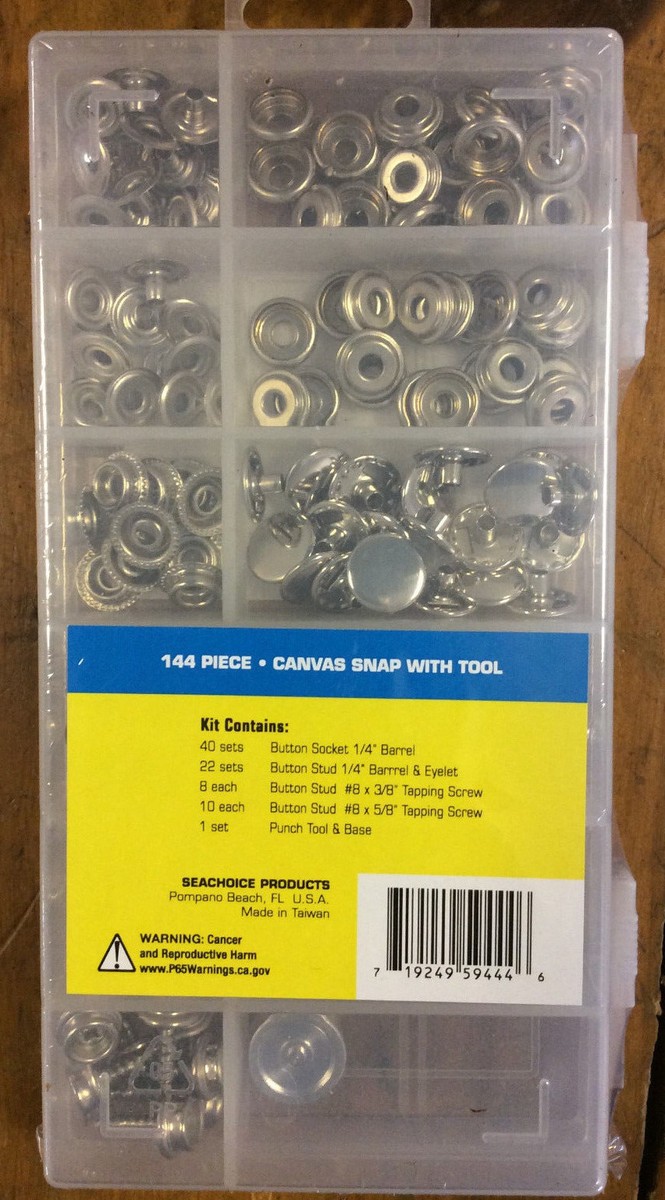 144 PIECE • CANVAS SNAP WITH TOOL
Kit Contains:
40 sets Button Socket 1/4" Barrel
22 sets Button Stud 1/4" Barrrel & Eyelet
8 each Button Stud #8 x 3/8" Tapping Screw
10 each Button Stud #8 x 5/8" Tapping Screw
1 set Punch Tool & Base
SEACHOICE PRODUCTS
Pompano Beach, FL U.S.A.
Made in Taiwan
WARNING: Cancer
and Reproductive Harm
www.P65Warnings.ca.gov
7 19249 59444 6